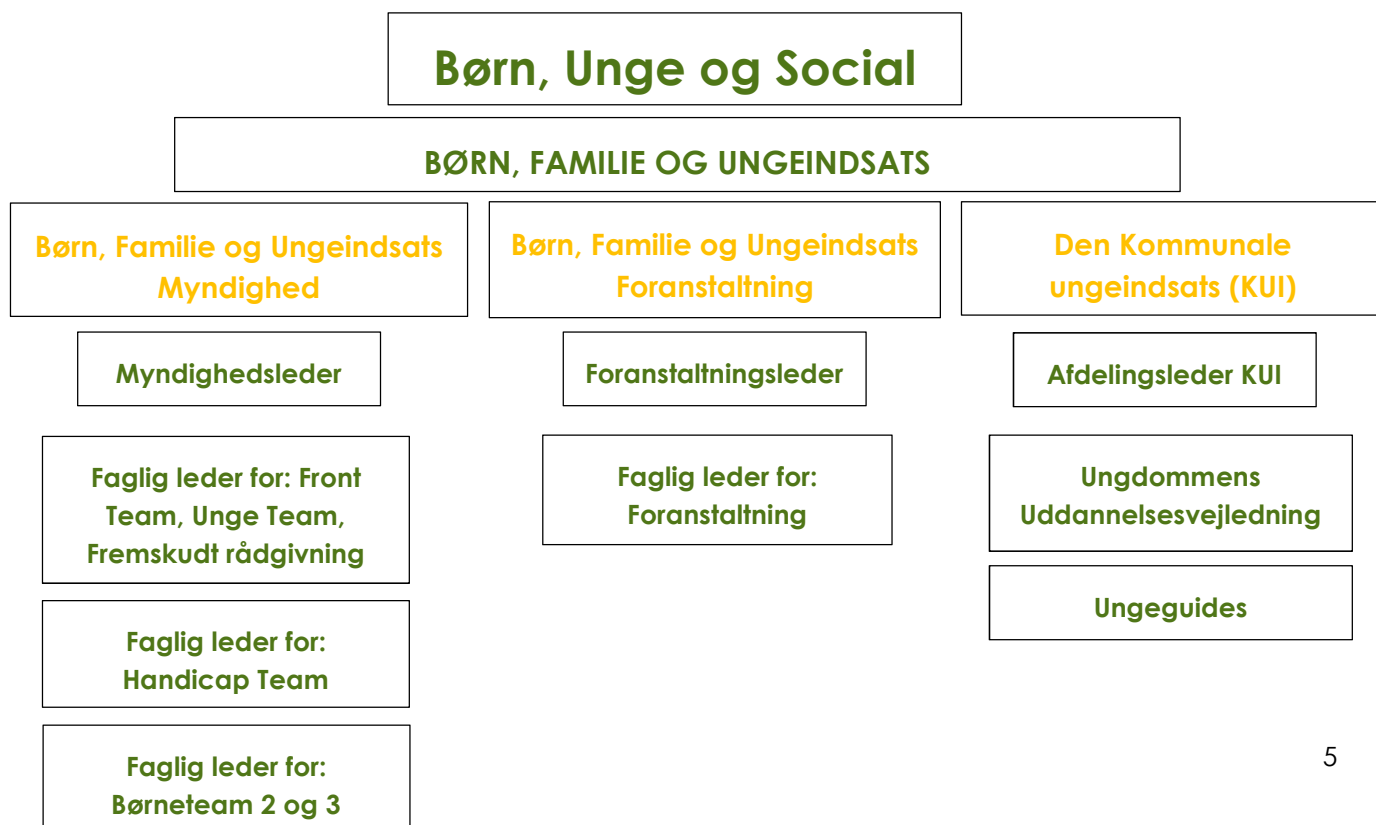 Børn, Unge og Social
BØRN, FAMILIE OG UNGEINDSATS
Børn, Familie og Ungeindsats
Myndighed
Myndighedsleder
Faglig leder for: Front
Team, Unge Team,
Fremskudt rådgivning
Faglig leder for:
Handicap Team
Faglig leder for:
Børneteam 2 og 3
Børn, Familie og Ungeindsats
Foranstaltning
Foranstaltningsleder
Faglig leder for:
Foranstaltning
Den Kommunale
ungeindsats (KUI)
Afdelingsleder KUI
Ungdommens
Uddannelsesvejledning
Ungeguides
5